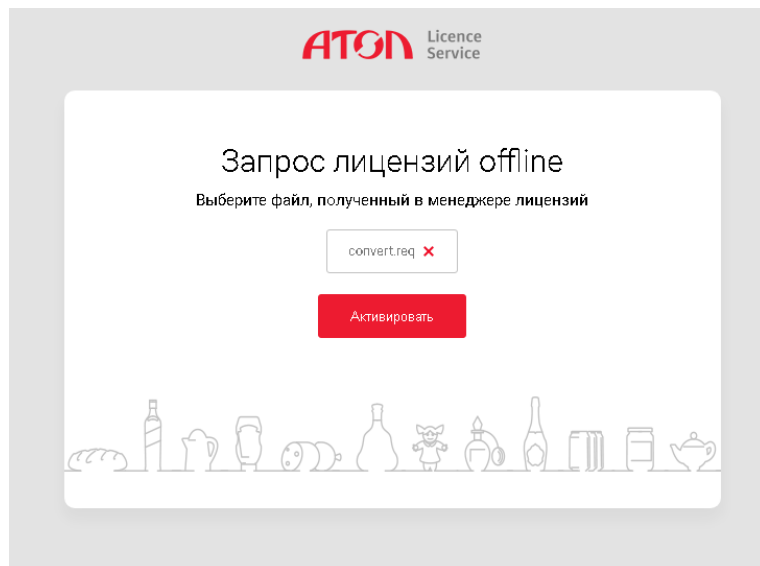 АТОЛ Licence
Service
Запрос лицензий offline
Выберите файл, полученный в менеджере лицензий
convert.req ×
Активировать